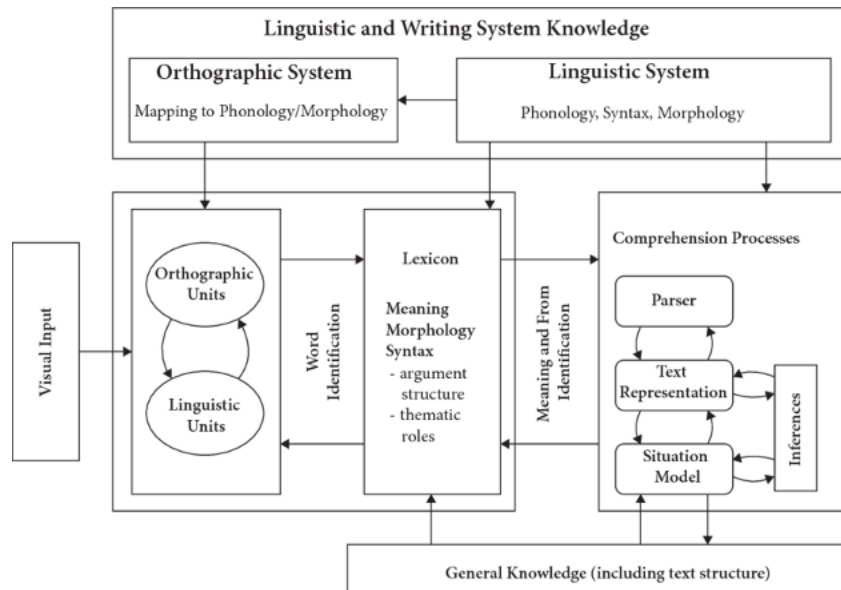 Linguistic and Writing System Knowledge
Orthographic System
Mapping to Phonology/Morphology
Linguistic System
Phonology, Syntax, Morphology
Visual Input
Orthographic
Units
Linguistic
Units
Word
Identification
Lexicon
Meaning
Morphology
Syntax
- argument
structure
- thematic
roles
Meaning and From
Identification
Comprehension Processes
Parser
Text
Representation
Situation
Model
Inferences
General Knowledge (including text structure)